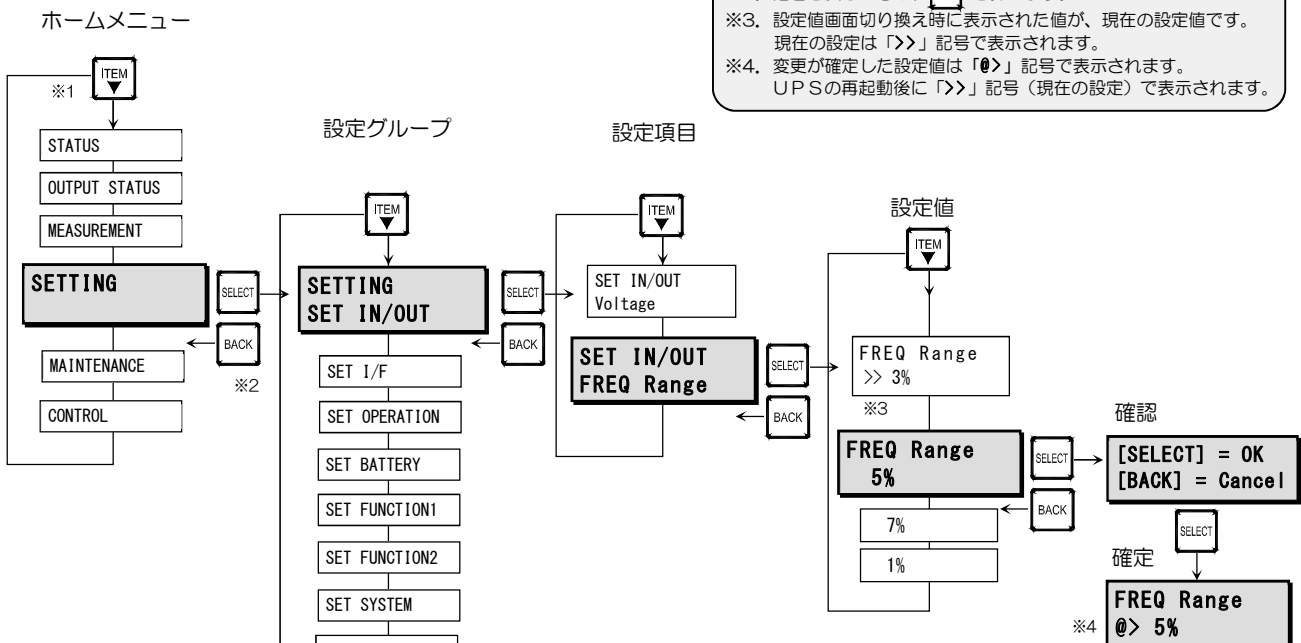 ※3. 設定値画面切り換え時に表示された値が、現在の設定値です。
現在の設定は「>>」記号で表示されます。
※4. 変更が確定した設定値は「@>」記号で表示されます。
UPSの再起動後に「>>」記号（現在の設定）で表示されます。
ホームメニュー
ITEM
※1
STATUS
OUTPUT STATUS
MEASUREMENT
SETTING
SELECT
BACK
※2
MAINTENANCE
CONTROL
設定グループ
ITEM
SETTING
SET IN/OUT
SELECT
BACK
SET I/F
SET OPERATION
SET BATTERY
SET FUNCTION1
SET FUNCTION2
SET SYSTEM
設定項目
ITEM
SET IN/OUT
Voltage
SET IN/OUT
FREQ Range
SELECT
BACK
設定値
ITEM
FREQ Range
>> 3%
※3
FREQ Range
5%
SELECT
BACK
7%
1%
確認
[SELECT] = OK
[BACK] = Cancel
SELECT
確定
※4
FREQ Range
@> 5%